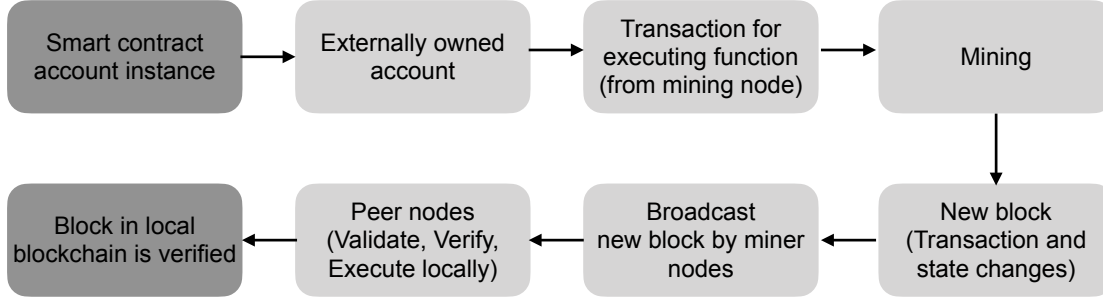 Smart contract
account instance
Externally owned
account
Transaction for
executing function
(from mining node)
Mining
New block
(Transaction and
state changes)
Broadcast
new block by miner
nodes
Peer nodes
(Validate, Verify,
Execute locally)
Block in local
blockchain is verified